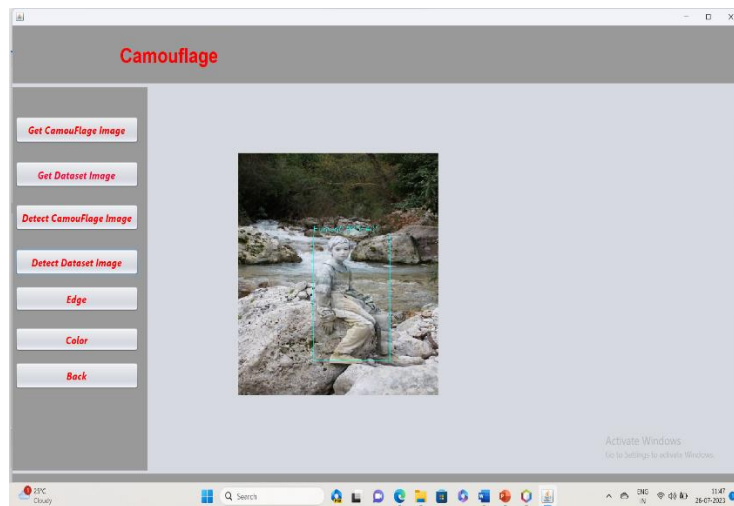 Camouflage
Get CamouFlage Image
Get Dataset Image
Detect CamouFlage Image
Detect Dataset Image
Edge
Color
Back
Activate Windows
Go to Settings to activate Windows.
Cloudy
Search
ENG
IN
11:47
26-07-2023